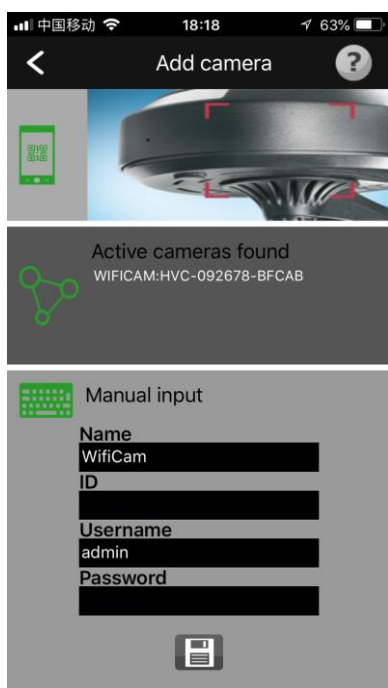 中国移动 18:18 63%
Add camera
?
Active cameras found
WIFICAM:HVC-092678-BFCAB
Manual input
Name
WifiCam
ID
Username
admin
Password